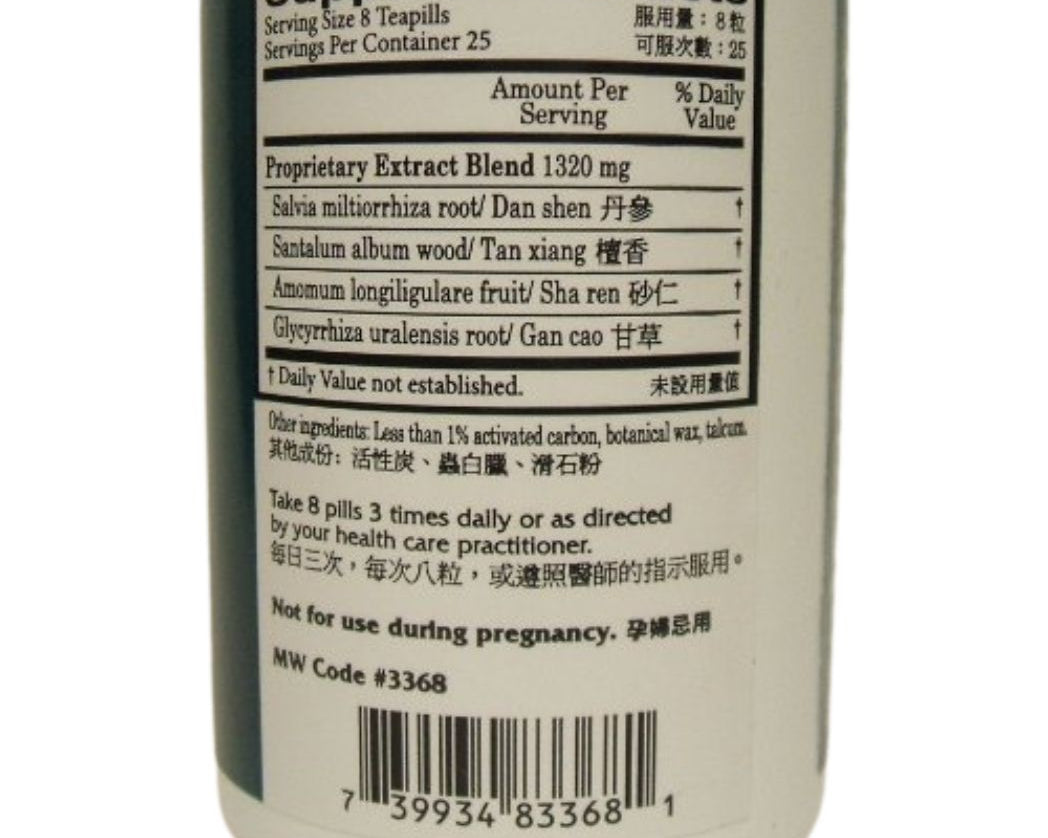 Serving Size 8 Teapills 服用量：8粒
Servings Per Container 25 可服次數：25
Amount Per Serving % Daily Value
Proprietary Extract Blend 1320 mg
Salvia miltiorrhiza root/ Dan shen 丹參 †
Santalum album wood/ Tan xiang 檀香 †
Amomum longiligulare fruit/ Sha ren 砂仁 †
Glycyrrhiza uralensis root/ Gan cao 甘草 †
† Daily Value not established. 未設用量值
Other ingredients: Less than 1% activated carbon, botanical wax, talcum.
其他成份：活性炭、蟲白臘、滑石粉
Take 8 pills 3 times daily or as directed
by your health care practitioner.
每日三次，每次八粒，或遵照醫師的指示服用。
Not for use during pregnancy. 孕婦忌用
MW Code #3368
7 39934 83368 1